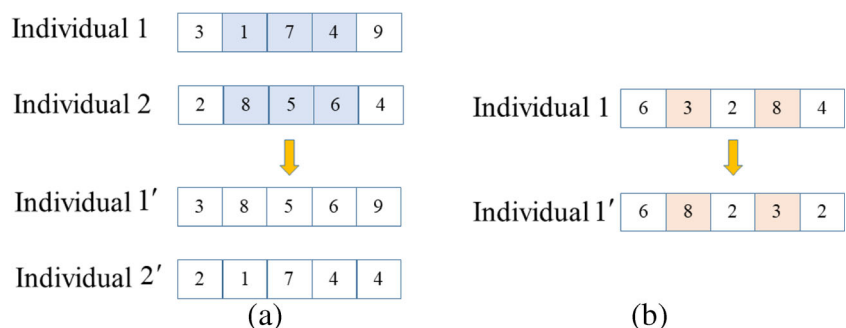 Individual 1 3 1 7 4 9
Individual 2 2 8 5 6 4
Individual 1′ 3 8 5 6 9
Individual 2′ 2 1 7 4 4
(a)
Individual 1 6 3 2 8 4
Individual 1′ 6 8 2 3 2
(b)